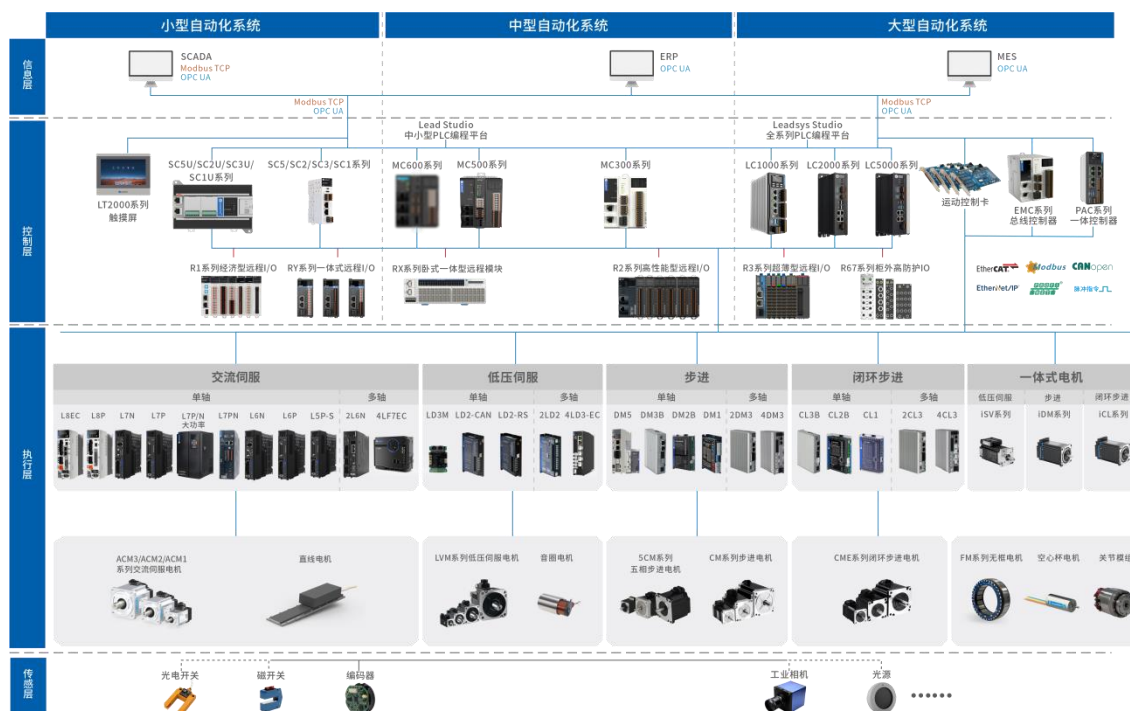 小型自动化系统
中型自动化系统
大型自动化系统
信息层
SCADA
Modbus TCP
OPC UA
ERP
OPC UA
MES
OPC UA
Modbus TCP
OPC UA
Modbus TCP
OPC UA
控制层
Lead Studio
中小型PLC编程平台
Leadsys Studio
全系列PLC编程平台
LT2000系列
触摸屏
SC5U/SC2U/SC3U/
SC1U系列
SC5/SC2/SC3/SC1系列
MC600系列
MC500系列
MC300系列
LC1000系列
LC2000系列
LC5000系列
运动控制卡
EMC系列
总线控制器
PAC系列
一体控制器
R1系列经济型远程I/O
RY系列一体式远程I/O
RX系列卧式一体型远程模块
R2系列高性能型远程I/O
R3系列超薄型远程I/O
R67系列柜外高防护IO
EtherCAT
Modbus
CANopen
EtherNet/IP
脉冲指令
执行层
交流伺服
单轴
多轴
L8EC
L8P
L7N
L7P
L7P/N
大功率
L7PN
L6N
L6P
L5P-S
2L6N
4LF7EC
低压伺服
单轴
多轴
LD3M
LD2-CAN
LD2-RS
2LD2
4LD3-EC
步进
单轴
多轴
DM5
DM3B
DM2B
DM1
2DM3
4DM3
闭环步进
单轴
多轴
CL3B
CL2B
CL1
2CL3
4CL3
一体式电机
低压伺服
步进
闭环步进
iSV系列
iDM系列
iCL系列
ACM3/ACM2/ACM1
系列交流伺服电机
直线电机
LVM系列低压伺服电机
音圈电机
5CM系列
五相步进电机
CM系列步进电机
CME系列闭环步进电机
FM系列无框电机
空心杯电机
关节模组
传感层
光电开关
磁开关
编码器
工业相机
光源
••••••